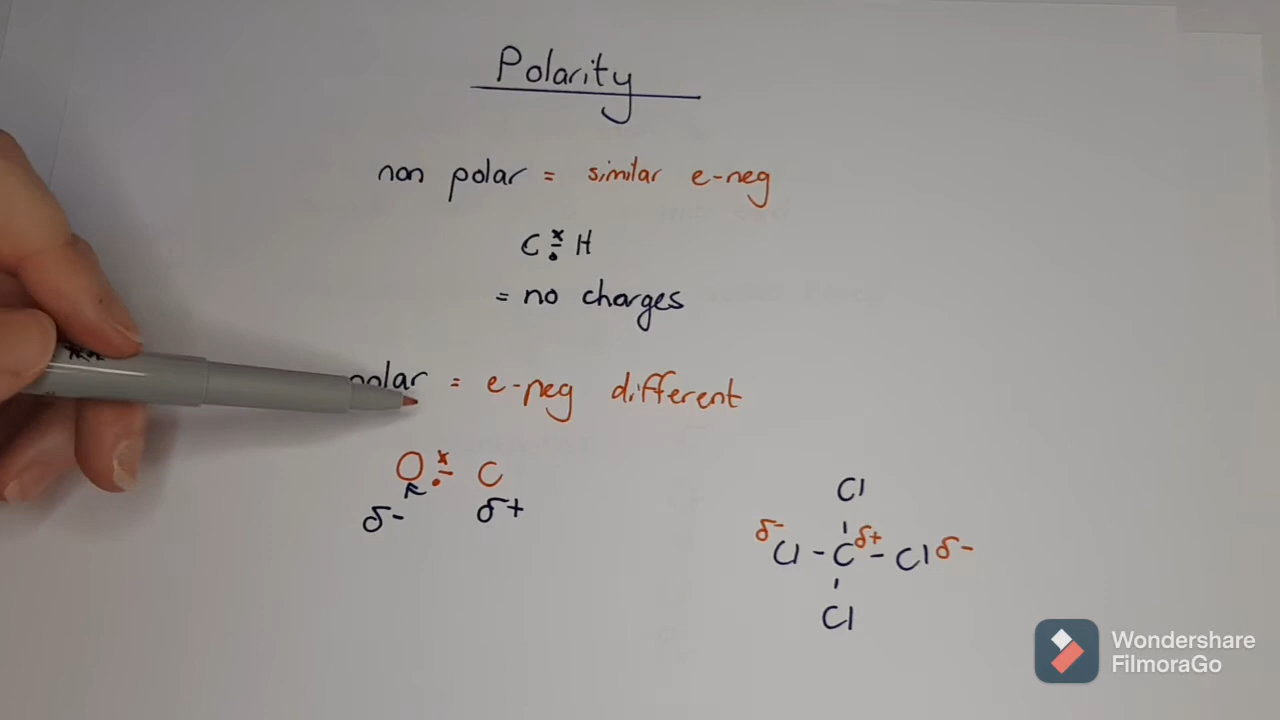 Polarity
non polar = similar e-neg
C H
= no charges
polar = e-neg different
O C
δ- δ+
Cl
δ- δ+ δ-
Cl - C - Cl
Cl
Wondershare
FilmoraGo